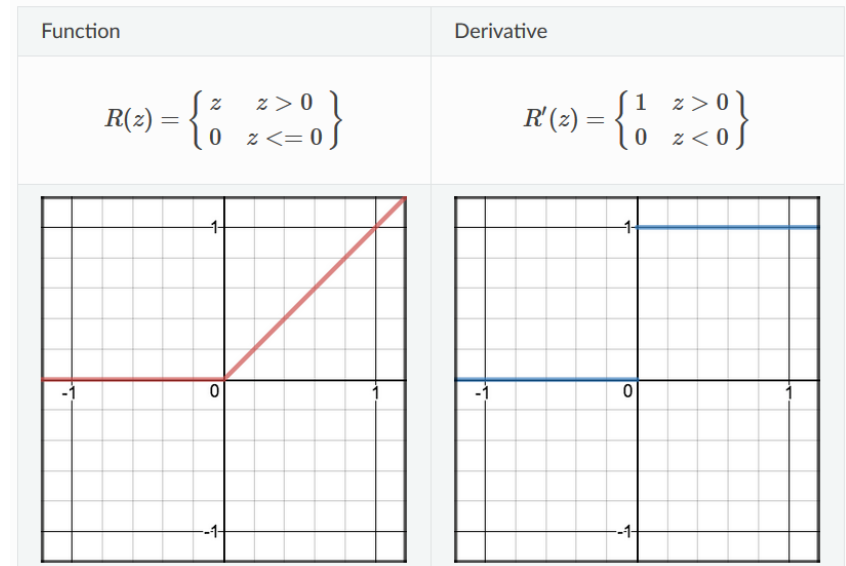 Function
Derivative
R(z) = { z z > 0
0 z <= 0 }
R′(z) = { 1 z > 0
0 z < 0 }
1
-1
0
1
-1
1
-1
0
1
-1